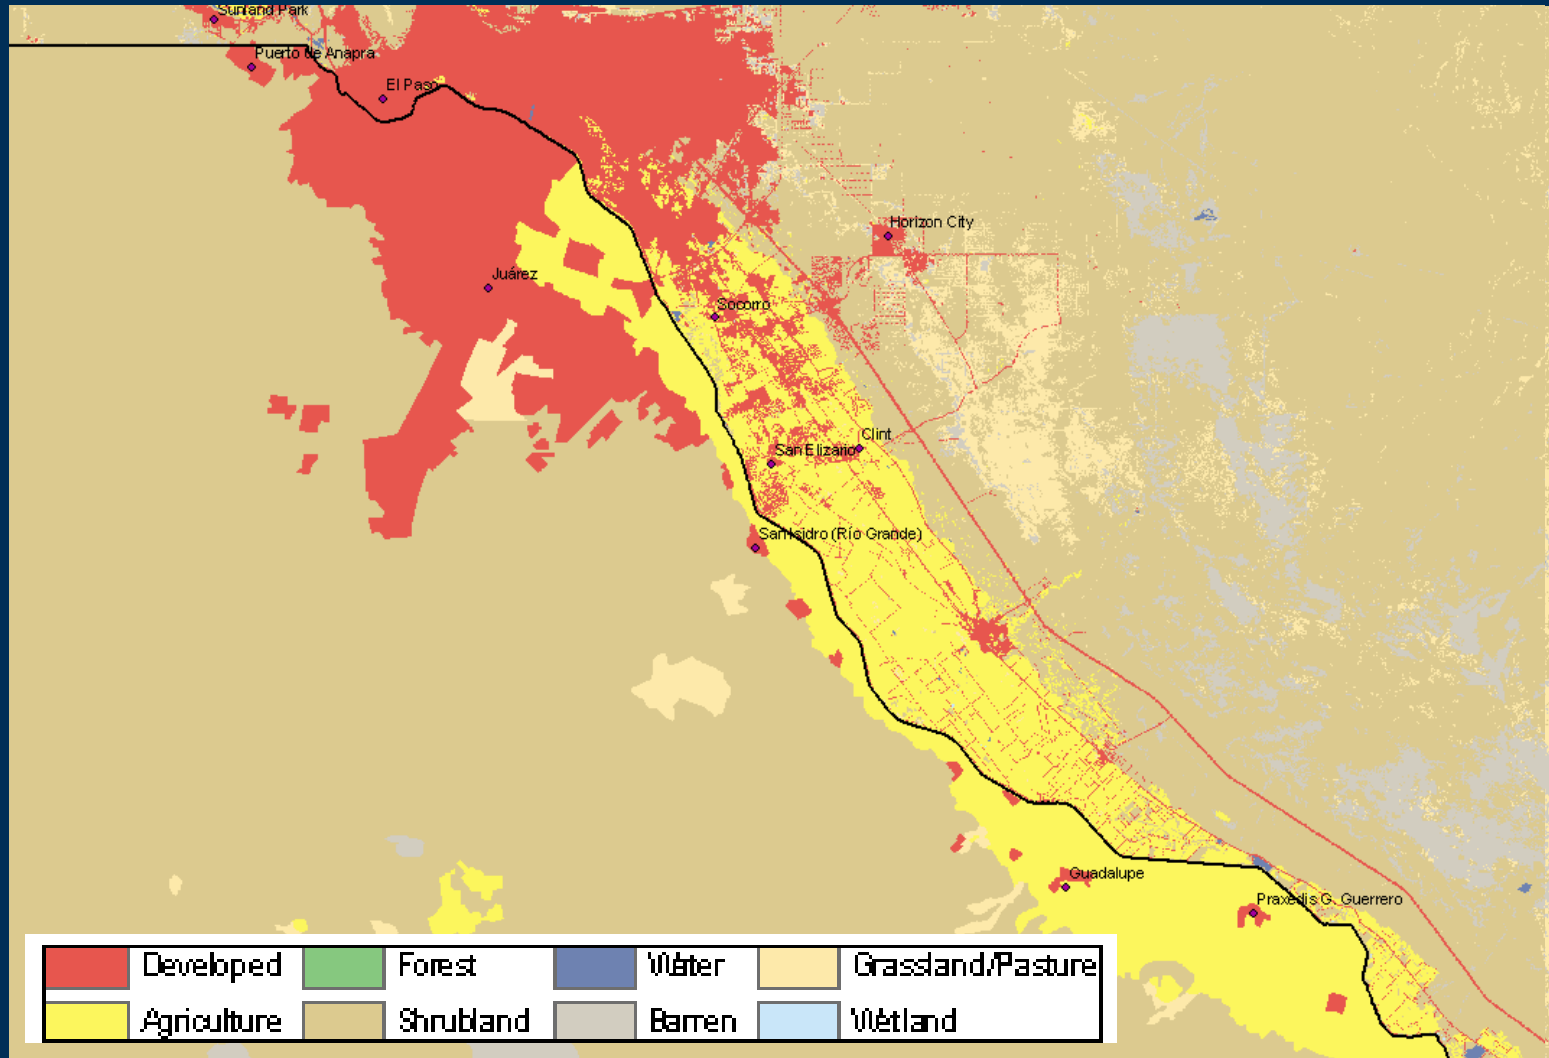 Sunland Park
Puerto de Anapra
El Paso
Horizon City
Juárez
Socorro
Clint
San Elizario
San Isidro (Río Grande)
Guadalupe
Praxedis G. Guerrero
Developed Forest Water Grassland/Pasture
Agriculture Shrubland Barren Wetland